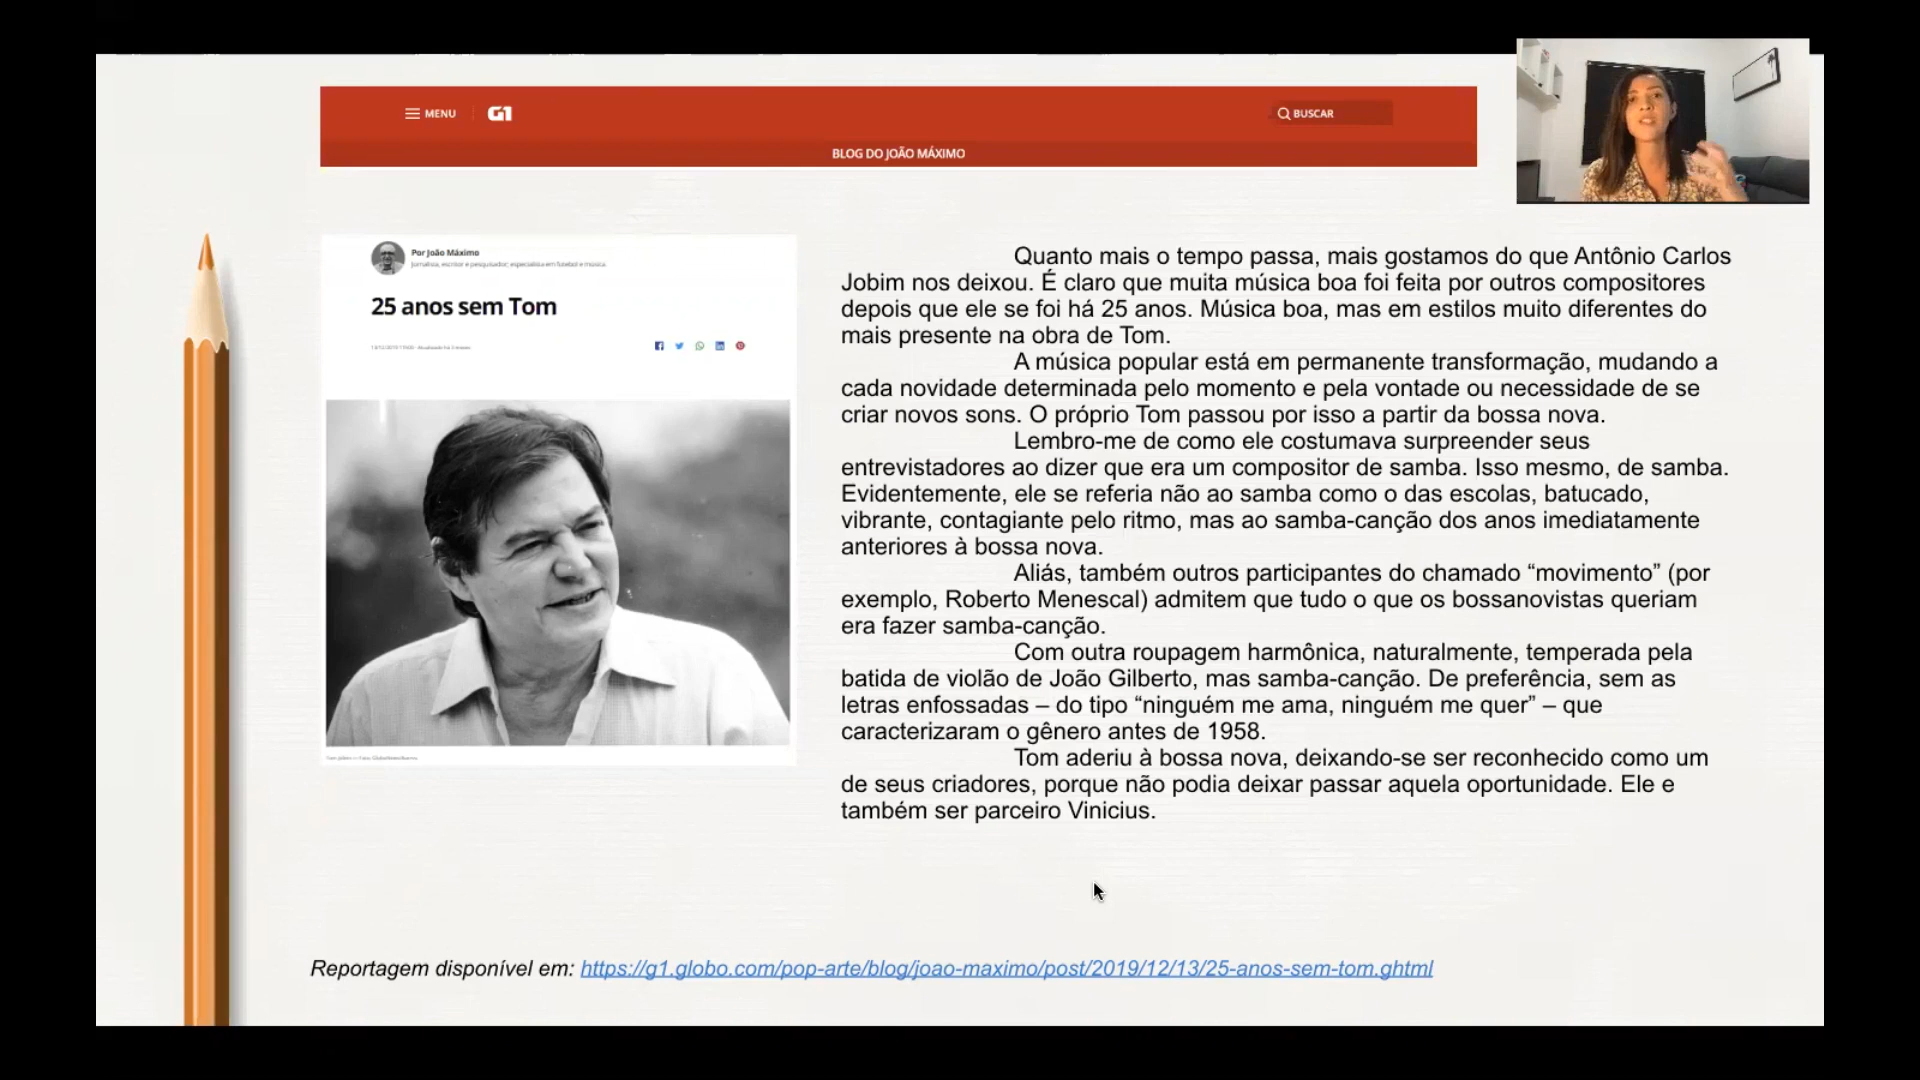 MENU G1 BUSCAR
BLOG DO JOÃO MÁXIMO
Por João Máximo
Jornalista, escritor e pesquisador; especialista em futebol e música.
25 anos sem Tom
Quanto mais o tempo passa, mais gostamos do que Antônio Carlos
Jobim nos deixou. É claro que muita música boa foi feita por outros compositores
depois que ele se foi há 25 anos. Música boa, mas em estilos muito diferentes do
mais presente na obra de Tom.
A música popular está em permanente transformação, mudando a
cada novidade determinada pelo momento e pela vontade ou necessidade de se
criar novos sons. O próprio Tom passou por isso a partir da bossa nova.
Lembro-me de como ele costumava surpreender seus
entrevistadores ao dizer que era um compositor de samba. Isso mesmo, de samba.
Evidentemente, ele se referia não ao samba como o das escolas, batucado,
vibrante, contagiante pelo ritmo, mas ao samba-canção dos anos imediatamente
anteriores à bossa nova.
Aliás, também outros participantes do chamado “movimento” (por
exemplo, Roberto Menescal) admitem que tudo o que os bossanovistas queriam
era fazer samba-canção.
Com outra roupagem harmônica, naturalmente, temperada pela
batida de violão de João Gilberto, mas samba-canção. De preferência, sem as
letras enfossadas – do tipo “ninguém me ama, ninguém me quer” – que
caracterizaram o gênero antes de 1958.
Tom aderiu à bossa nova, deixando-se ser reconhecido como um
de seus criadores, porque não podia deixar passar aquela oportunidade. Ele e
também ser parceiro Vinicius.
Reportagem disponível em: https://g1.globo.com/pop-arte/blog/joao-maximo/post/2019/12/13/25-anos-sem-tom.ghtml